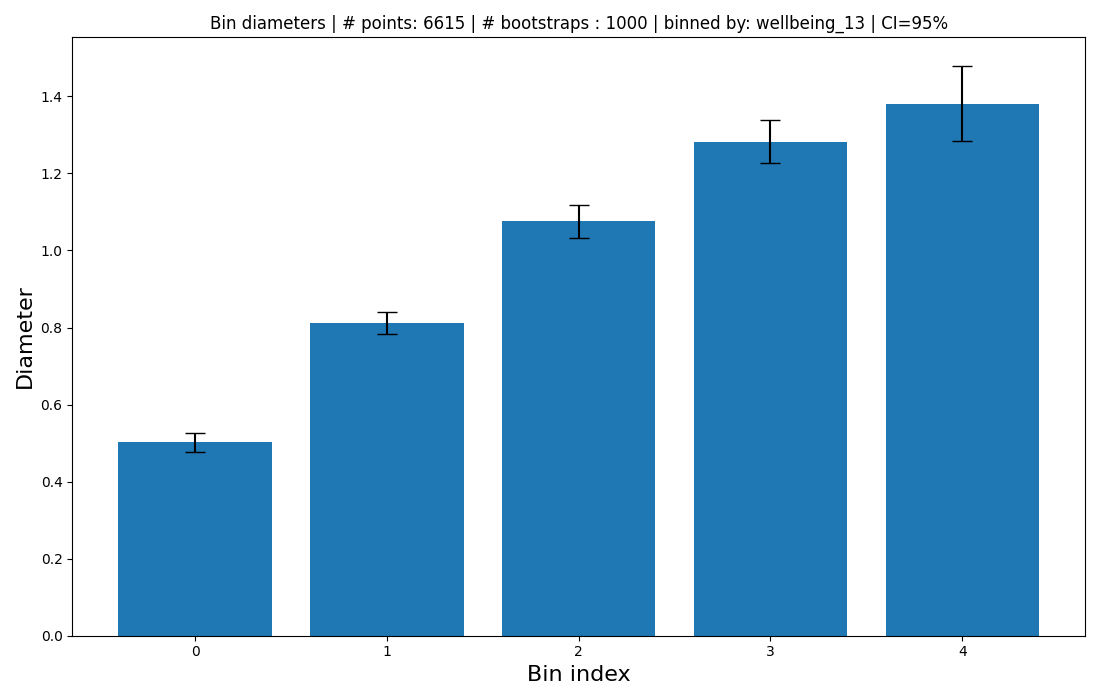 Bin diameters | # points: 6615 | # bootstraps : 1000 | binned by: wellbeing_13 | CI=95%
Diameter
1.4
1.2
1.0
0.8
0.6
0.4
0.2
0.0
0 1 2 3 4
Bin index